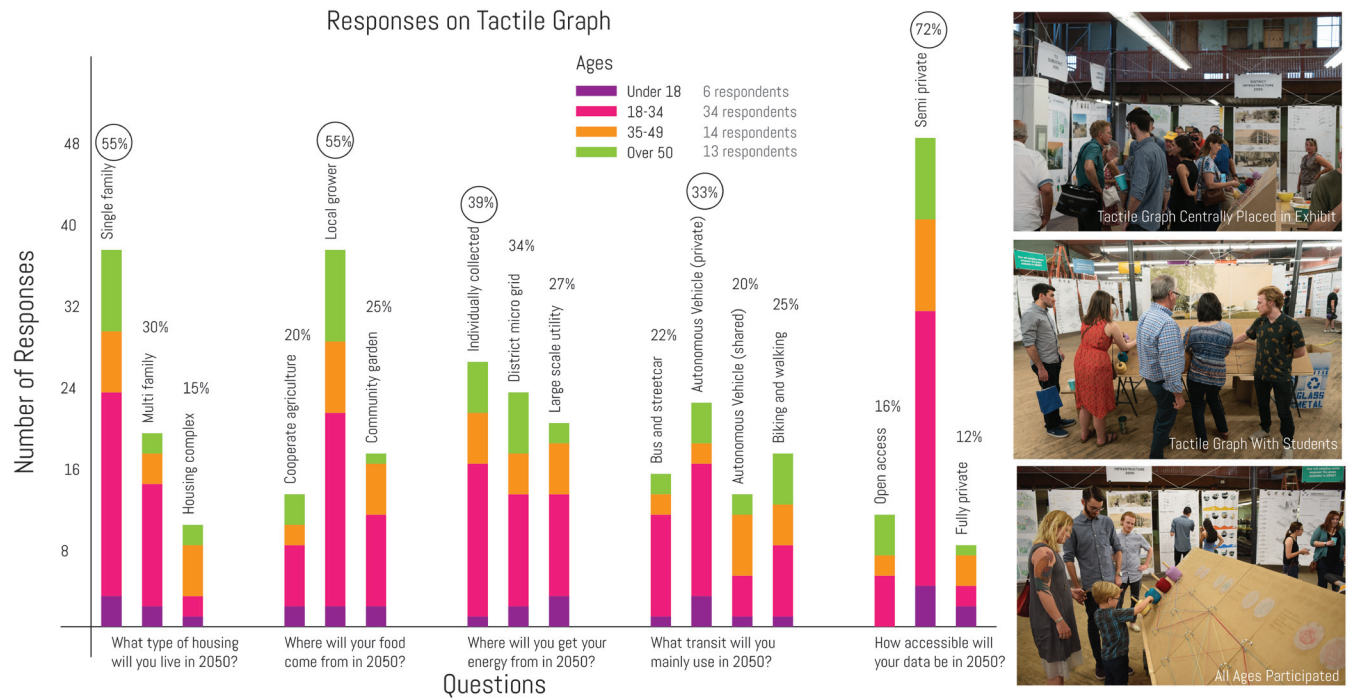 Responses on Tactile Graph
Ages
Under 18 6 respondents
18-34 34 respondents
35-49 14 respondents
Over 50 13 respondents
Number of Responses
48
40
32
24
16
8
55%
Single family
30%
Multi family
15%
Housing complex
What type of housing
will you live in 2050?
20%
Cooperate agriculture
55%
Local grower
25%
Community garden
Where will your food
come from in 2050?
39%
Individually collected
34%
District micro grid
27%
Large scale utility
Where will you get your
energy from in 2050?
22%
Bus and streetcar
33%
Autonomous Vehicle (private)
20%
Autonomous Vehicle (shared)
25%
Biking and walking
What transit will you
mainly use in 2050?
16%
Open access
72%
Semi private
12%
Fully private
How accessible will
your data be in 2050?
Questions
DISTRICT
INFRASTRUCTURE
2050
Tactile Graph Centrally Placed in Exhibit
GLASS
METAL
Tactile Graph With Students
INFRASTRUCTURE
2050
All Ages Participated